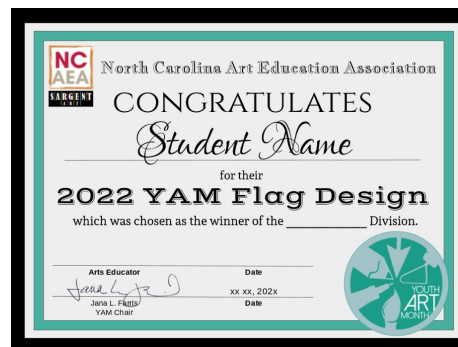 NC
AEA
SARGENT
ART
North Carolina Art Education Association
CONGRATULATES
Student Name
for their
2022 YAM Flag Design
which was chosen as the winner of the ____________ Division.
Arts Educator
Date
xx xx, 202x
Jana L. Farris
Date
YAM Chair
YOUTH
ART
MONTH